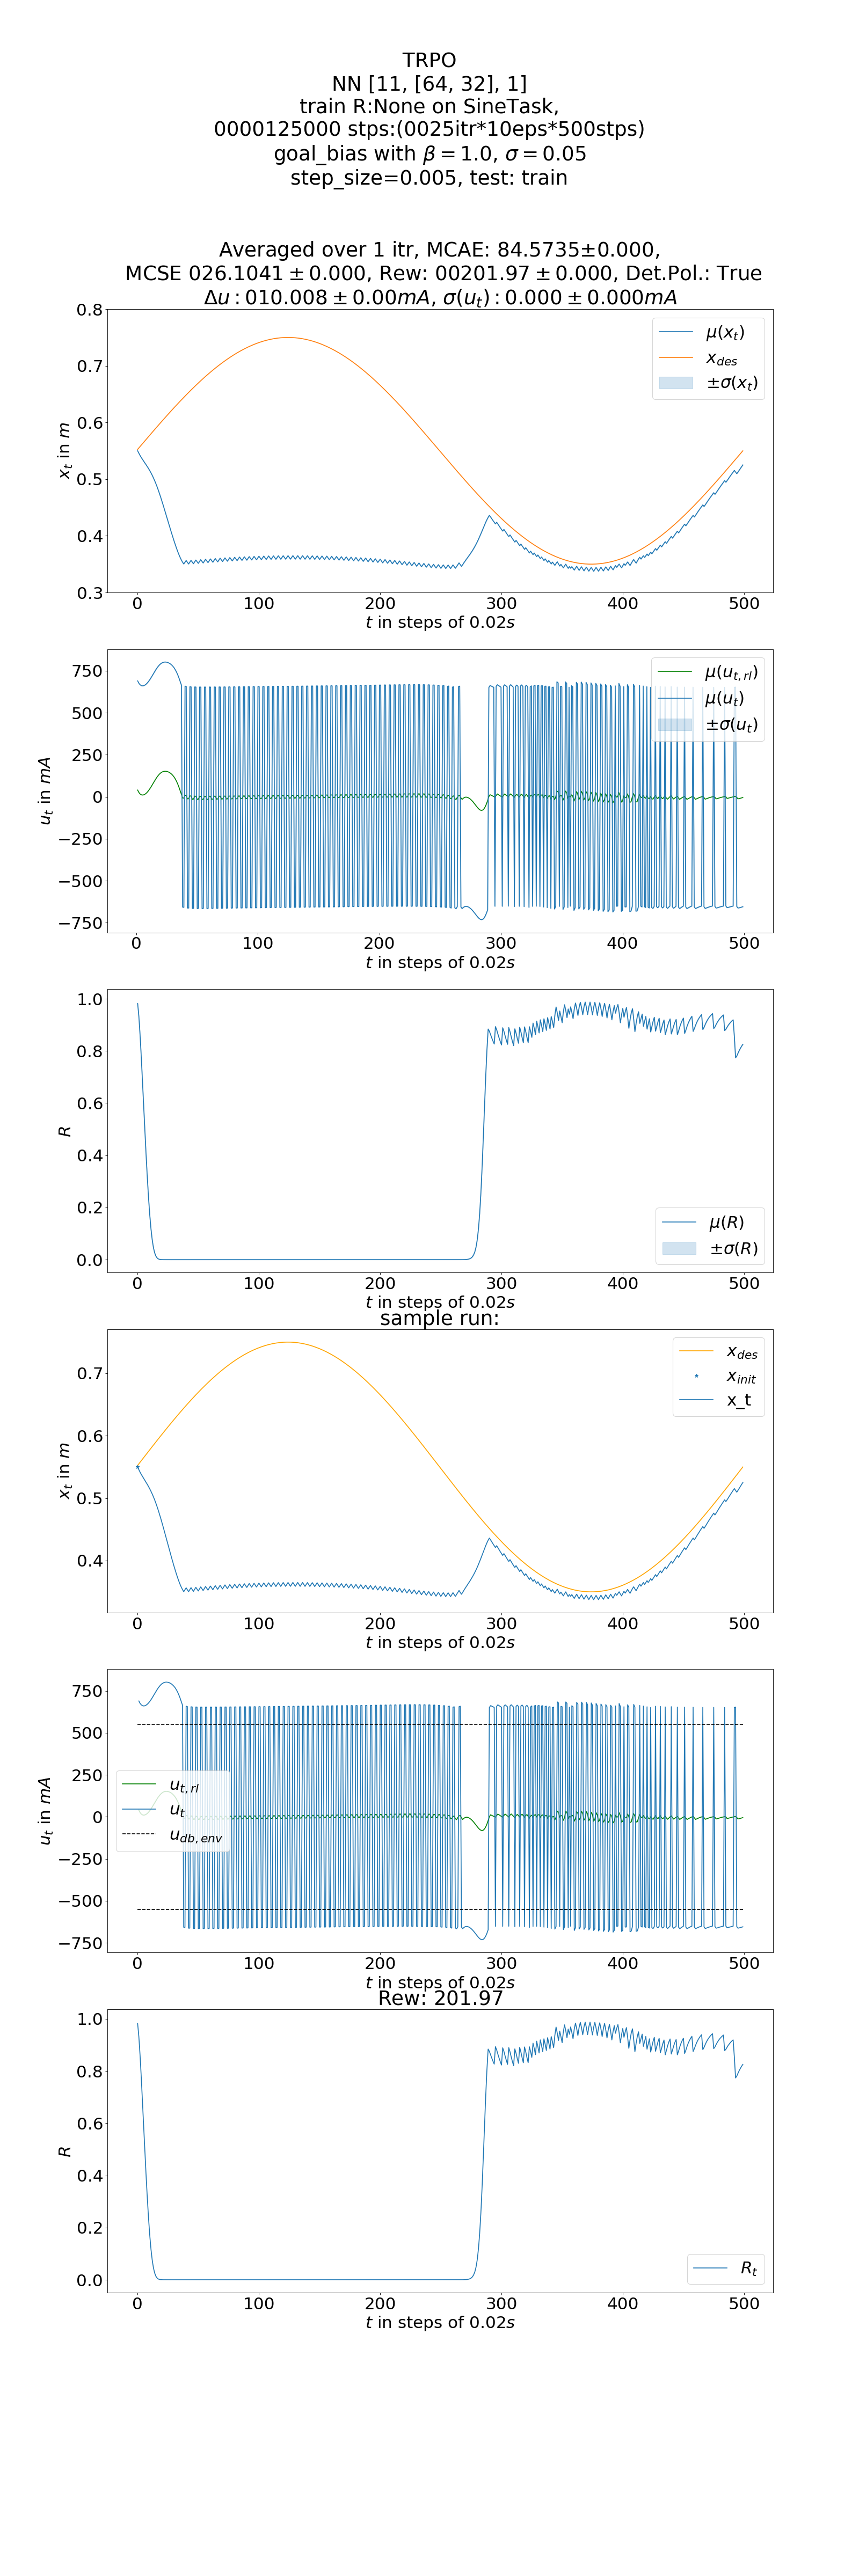 TRPO
NN [11, [64, 32], 1]
train R:None on SineTask,
0000125000 stps:(0025itr*10eps*500stps)
goal_bias with β = 1.0, σ = 0.05
step_size=0.005, test: train
Averaged over 1 itr, MCAE: 84.5735±0.000,
MCSE 026.1041 ± 0.000, Rew: 00201.97 ± 0.000, Det.Pol.: True
Δu : 010.008 ± 0.00mA, σ(u_t) : 0.000 ± 0.000mA
0.8
0.7
0.6
0.5
0.4
0.3
x_t in m
μ(x_t)
x_des
±σ(x_t)
0 100 200 300 400 500
t in steps of 0.02s
750
500
250
0
−250
−500
−750
u_t in mA
μ(u_t,rl)
μ(u_t)
±σ(u_t)
0 100 200 300 400 500
t in steps of 0.02s
1.0
0.8
0.6
0.4
0.2
0.0
R
μ(R)
±σ(R)
0 100 200 300 400 500
t in steps of 0.02s
sample run:
0.7
0.6
0.5
0.4
x_t in m
x_des
x_init
x_t
0 100 200 300 400 500
t in steps of 0.02s
750
500
250
0
−250
−500
−750
u_t in mA
u_t,rl
u_t
u_db,env
0 100 200 300 400 500
t in steps of 0.02s
Rew: 201.97
1.0
0.8
0.6
0.4
0.2
0.0
R
R_t
0 100 200 300 400 500
t in steps of 0.02s